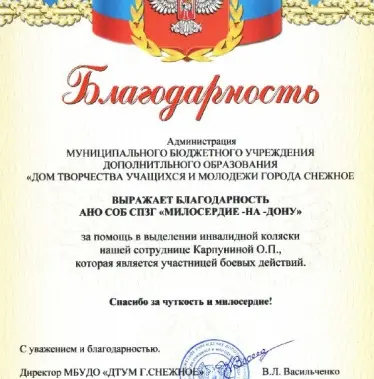 Благодарность
Администрация
МУНИЦИПАЛЬНОГО БЮДЖЕТНОГО УЧРЕЖДЕНИЯ
ДОПОЛНИТЛЬНОГО ОБРАЗОВАНИЯ
«ДОМ ТВОРЧЕСТВА УЧАЩИХСЯ И МОЛОДЕЖИ ГОРОДА СНЕЖНОЕ
ВЫРАЖАЕТ БЛАГОДАРНОСТЬ
АНО СОБ СПЗГ «МИЛОСЕРДИЕ -НА -ДОНУ»
за помощь в выделении инвалидной коляски
нашей сотруднице Карпуниной О.П.,
которая является участницей боевых действий.
Спасибо за чуткость и милосердие!
С уважением и благодарностью.
Директор МБУДО «ДТУМ Г.СНЕЖНОЕ» В.Л. Васильченко